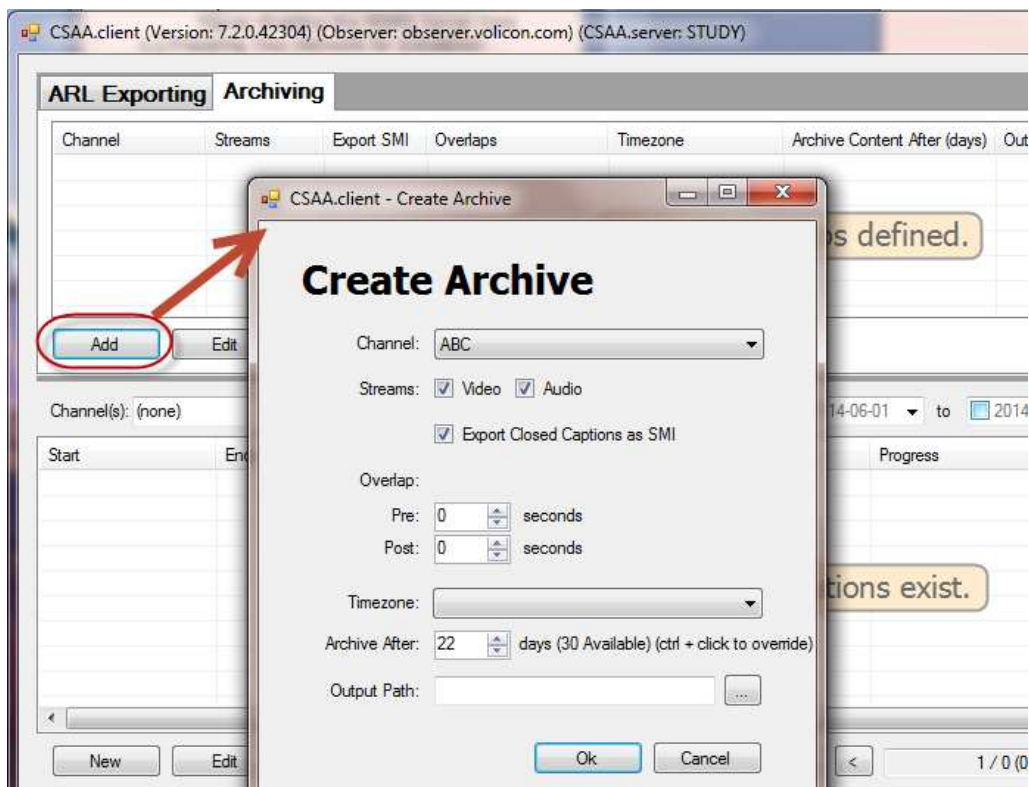 CSAA.client (Version: 7.2.0.42304) (Observer: observer.volicon.com) (CSAA.server: STUDY)
ARL Exporting Archiving
Channel Streams Export SMI Overlaps Timezone Archive Content After (days) Out
CSAA.client - Create Archive
defined.
Create Archive
Add Edit
Channel: ABC
Streams: Video Audio
Channel(s): (none)
14-06-01 to 2014
Export Closed Captions as SMI
Start
Progress
Overlap:
Pre: 0 seconds
Post: 0 seconds
exist.
Timezone:
Archive After: 22 days (30 Available) (ctrl + click to override)
Output Path: ...
New Edit
Ok Cancel
< 1 / 0 (0